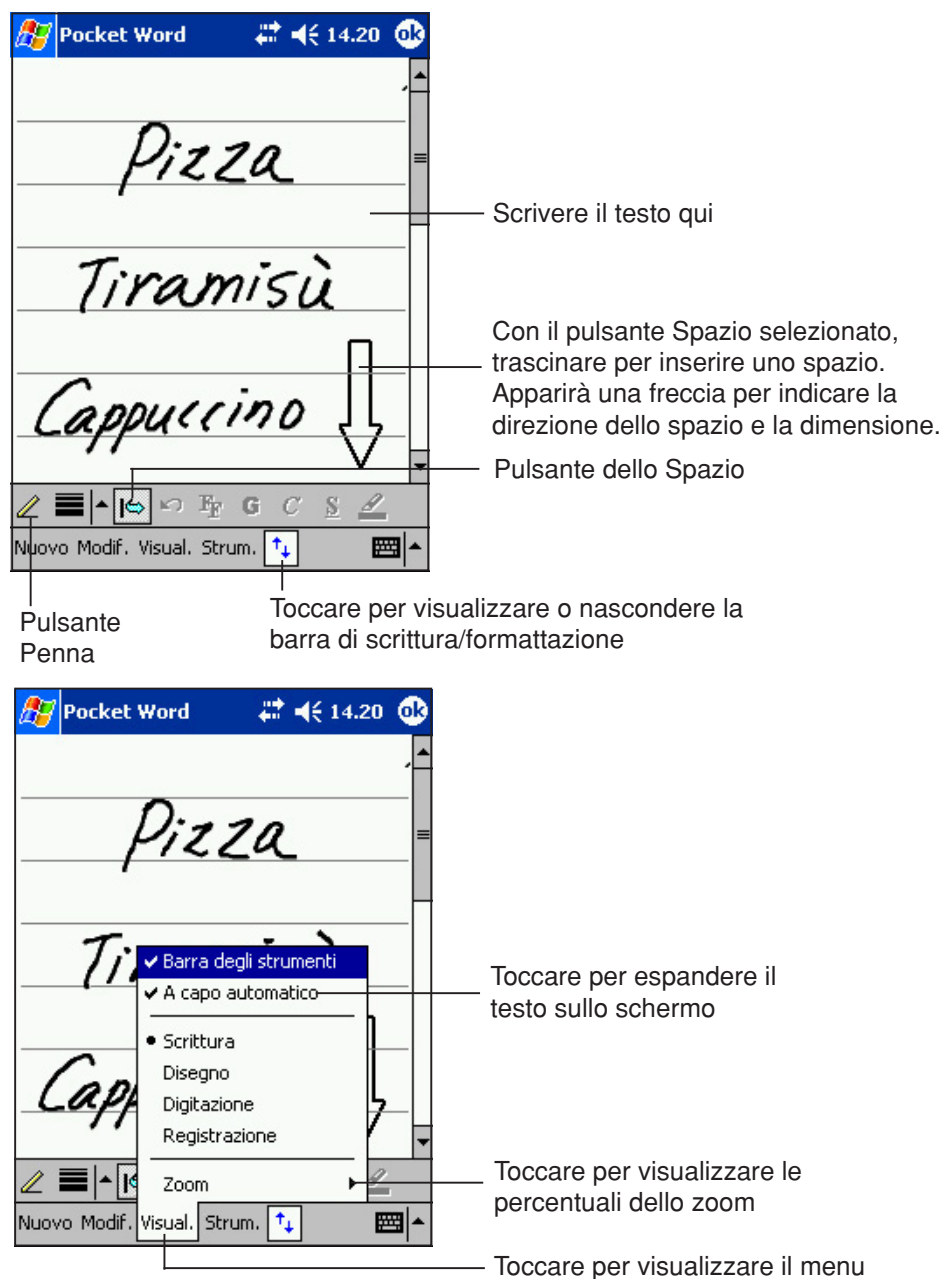 Pocket Word 14.20 ok
Pizza
Scrivere il testo qui
Tiramisù
Con il pulsante Spazio selezionato,
trascinare per inserire uno spazio.
Apparirà una freccia per indicare la
direzione dello spazio e la dimensione.
Cappuccino
Pulsante dello Spazio
FF G C S
Nuovo Modif. Visual. Strum.
Pulsante
Penna
Toccare per visualizzare o nascondere la
barra di scrittura/formattazione
Pocket Word 14.20 ok
Pizza
Barra degli strumenti
A capo automatico
Toccare per espandere il
testo sullo schermo
Scrittura
Disegno
Digitazione
Registrazione
Zoom
Toccare per visualizzare le
percentuali dello zoom
Nuovo Modif. Visual. Strum.
Toccare per visualizzare il menu